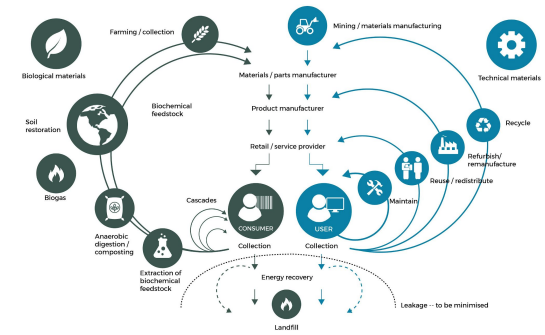 Farming / collection
Mining / materials manufacturing
Biological materials
Technical materials
Materials / parts manufacturer
Biochemical
feedstock
Product manufacturer
Soil
restoration
Recycle
Retail / service provider
Refurbish/
remanufacture
Reuse / redistribute
Biogas
Cascades
Maintain
CONSUMER
USER
Anaerobic
digestion /
composting
Collection
Collection
Extraction of
biochemical
feedstock
Energy recovery
Leakage -- to be minimised
Landfill